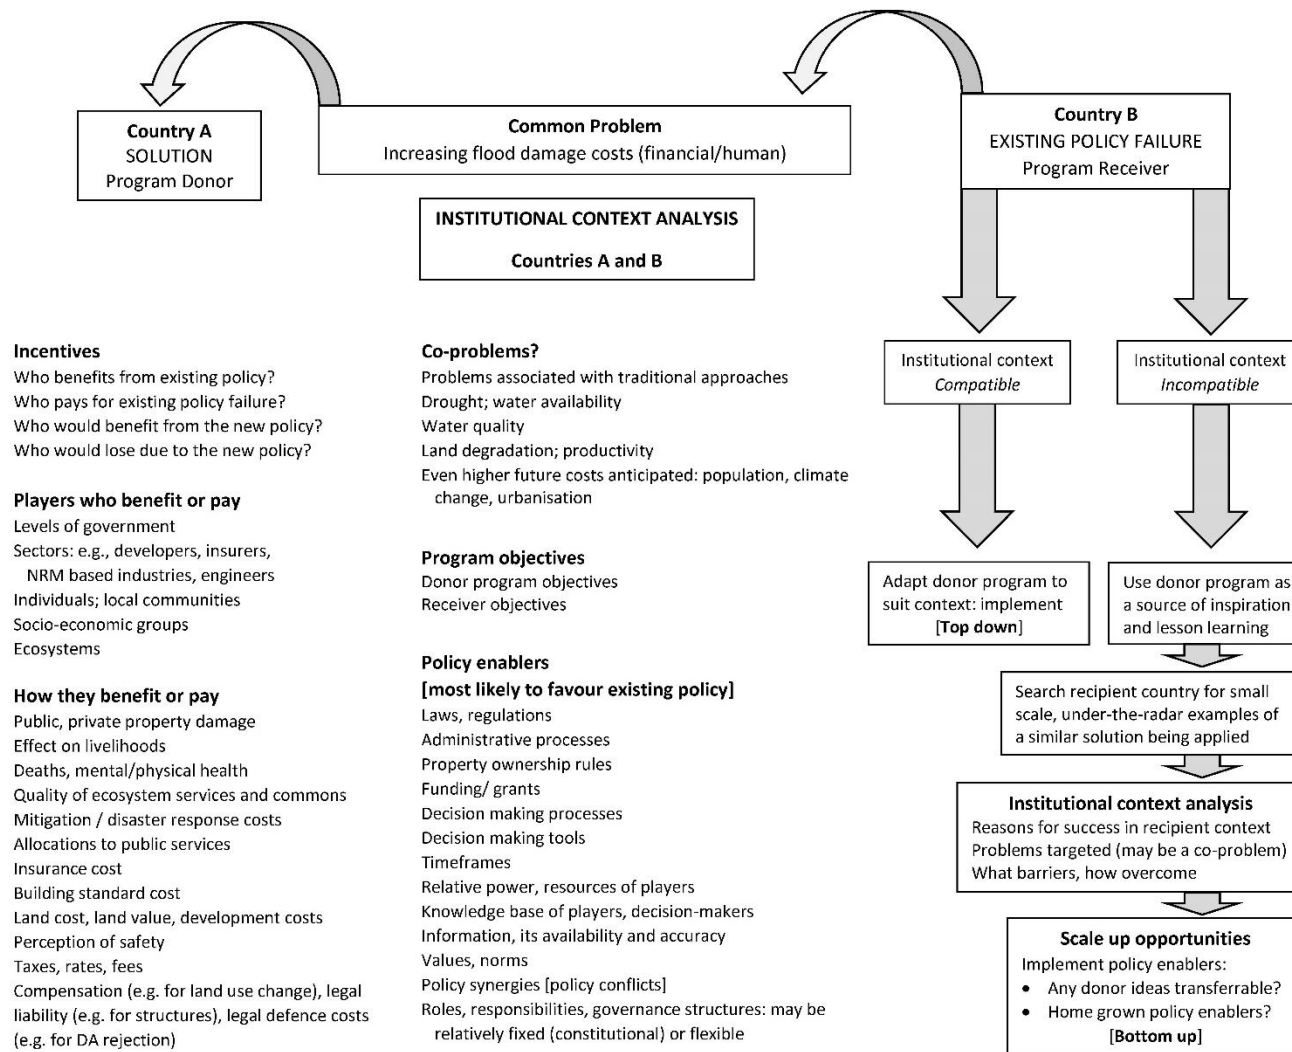 Country A
SOLUTION
Program Donor
Common Problem
Increasing flood damage costs (financial/human)
Country B
EXISTING POLICY FAILURE
Program Receiver
INSTITUTIONAL CONTEXT ANALYSIS
Countries A and B
Incentives
Who benefits from existing policy?
Who pays for existing policy failure?
Who would benefit from the new policy?
Who would lose due to the new policy?
Players who benefit or pay
Levels of government
Sectors: e.g., developers, insurers,
NRM based industries, engineers
Individuals; local communities
Socio-economic groups
Ecosystems
How they benefit or pay
Public, private property damage
Effect on livelihoods
Deaths, mental/physical health
Quality of ecosystem services and commons
Mitigation / disaster response costs
Allocations to public services
Insurance cost
Building standard cost
Land cost, land value, development costs
Perception of safety
Taxes, rates, fees
Compensation (e.g. for land use change), legal
liability (e.g. for structures), legal defence costs
(e.g. for DA rejection)
Co-problems?
Problems associated with traditional approaches
Drought; water availability
Water quality
Land degradation; productivity
Even higher future costs anticipated: population, climate
change, urbanisation
Program objectives
Donor program objectives
Receiver objectives
Policy enablers
[most likely to favour existing policy]
Laws, regulations
Administrative processes
Property ownership rules
Funding/ grants
Decision making processes
Decision making tools
Timeframes
Relative power, resources of players
Knowledge base of players, decision-makers
Information, its availability and accuracy
Values, norms
Policy synergies [policy conflicts]
Roles, responsibilities, governance structures: may be
relatively fixed (constitutional) or flexible
Institutional context
Compatible
Institutional context
Incompatible
Adapt donor program to
suit context: implement
[Top down]
Use donor program as
a source of inspiration
and lesson learning
Search recipient country for small
scale, under-the-radar examples of
a similar solution being applied
Institutional context analysis
Reasons for success in recipient context
Problems targeted (may be a co-problem)
What barriers, how overcome
Scale up opportunities
Implement policy enablers:
• Any donor ideas transferrable?
• Home grown policy enablers?
[Bottom up]